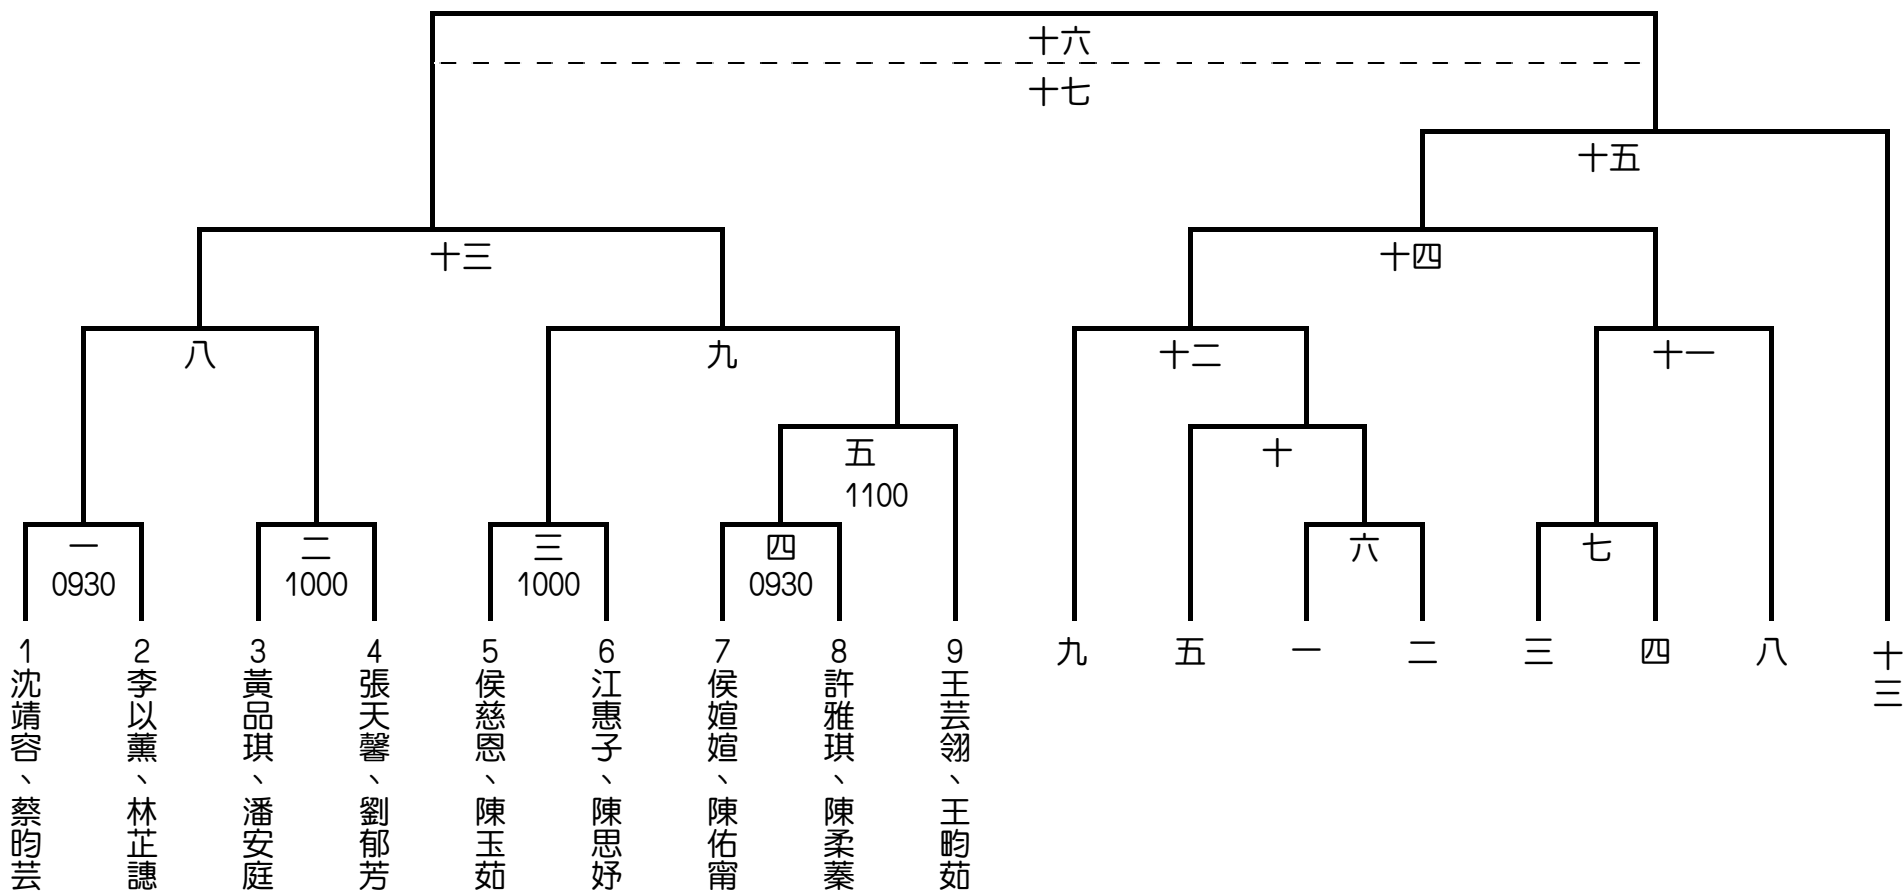 十六
十七
十五
十三
十四
八
九
十二
十一
五
1100
十
一
0930
二
1000
三
1000
四
0930
六
七
1 沈靖容、蔡昀芸
2 李以薰、林芷譓
3 黃品琪、潘安庭
4 張天馨、劉郁芳
5 侯慈恩、陳玉茹
6 江惠子、陳思妤
7 侯媗媗、陳佑甯
8 許雅琪、陳柔蓁
9 王芸翎、王畇茹
九
五
一
二
三
四
八
十三